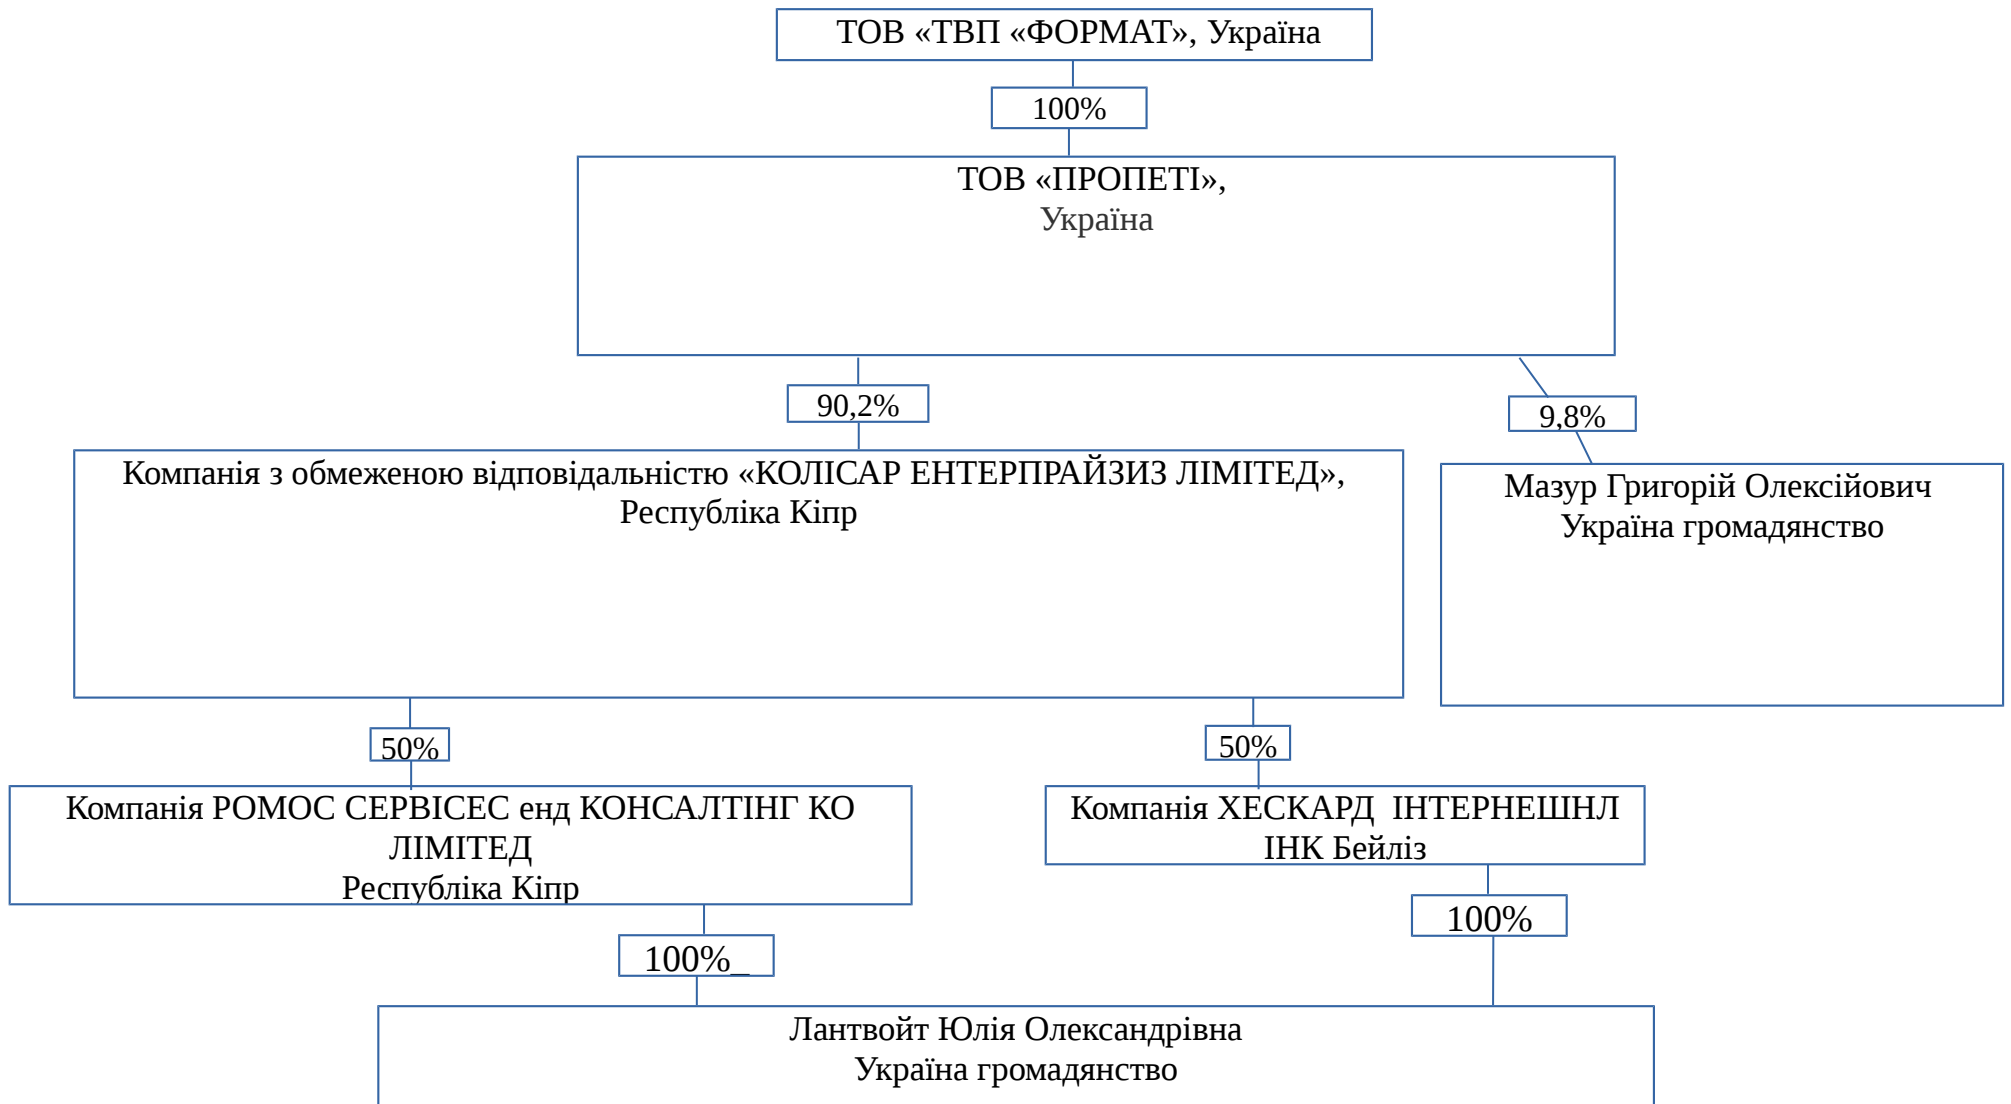 ТОВ «ТВП «ФОРМАТ», Україна
100%
ТОВ «ПРОПЕТІ»,
Україна
90,2%
9,8%
Компанія з обмеженою відповідальністю «КОЛІСАР ЕНТЕРПРАЙЗИЗ ЛІМІТЕД»,
Республіка Кіпр
Мазур Григорій Олексійович
Україна громадянство
50%
50%
Компанія РОМОС СЕРВІСЕС енд КОНСАЛТІНГ КО
ЛІМІТЕД
Республіка Кіпр
Компанія ХЕСКАРД  ІНТЕРНЕШНЛ
ІНК Бейліз
100%
100%_
Лантвойт Юлія Олександрівна
Україна громадянство